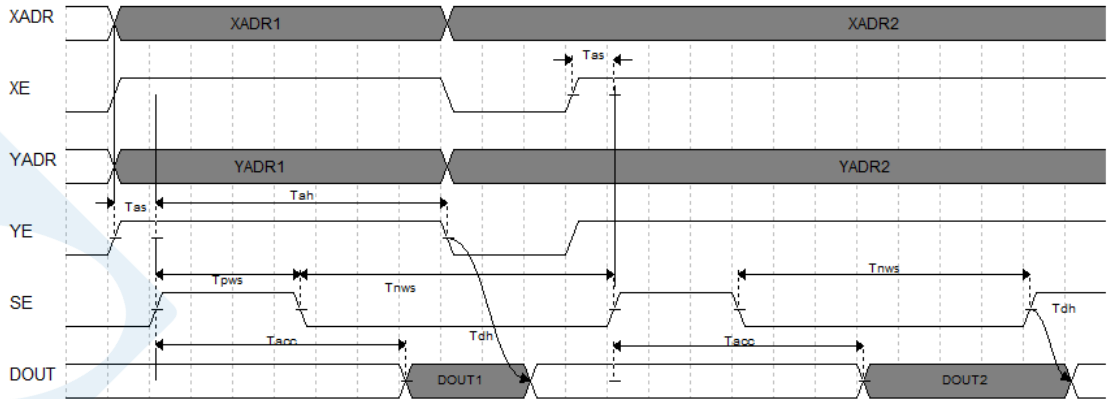 XADR XADR1 XADR2
Tas
XE
YADR YADR1 YADR2
Tas Tah
YE
Tpws Tnws Tnws
SE
Tdh Tdh
Tacc Tacc
DOUT DOUT1 DOUT2